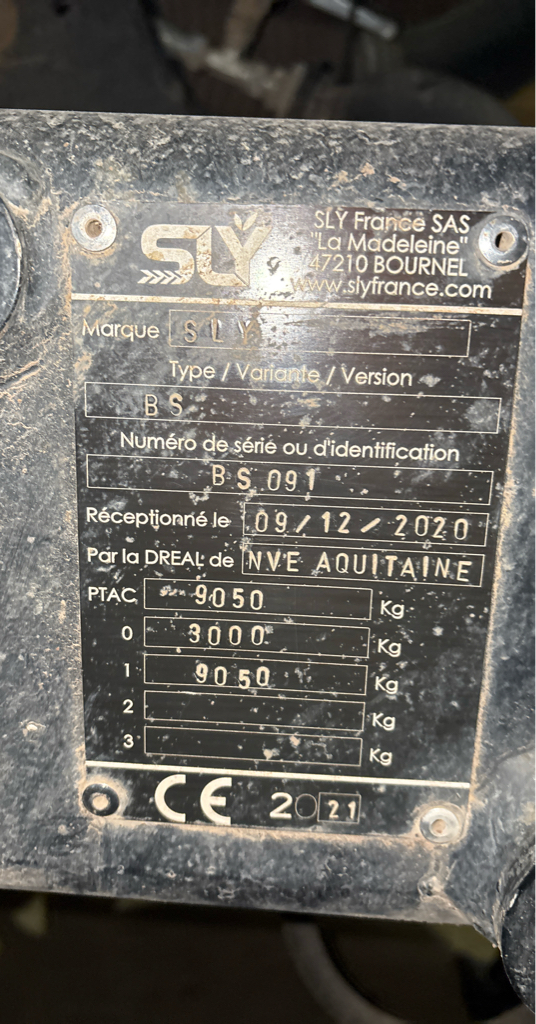 SLY
SLY France SAS
"La Madeleine"
47210 BOURNEL
www.slyfrance.com
Marque SLY
Type / Variante / Version
BS
Numéro de série ou d'identification
BS 091
Réceptionné le 09/12/2020
Par la DREAL de NVE AQUITAINE
PTAC 9050 Kg
0 3000 Kg
1 9050 Kg
2 Kg
3 Kg
CE 2021